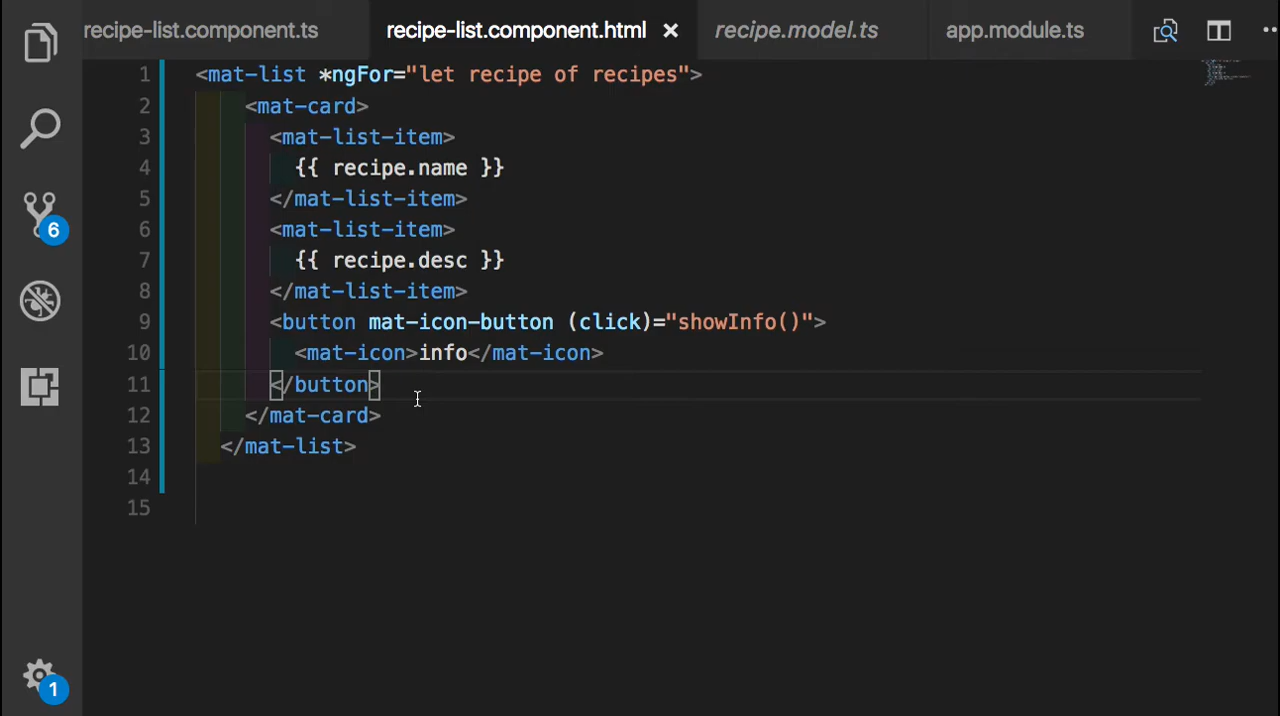 recipe-list.component.ts recipe-list.component.html × recipe.model.ts app.module.ts
1 <mat-list *ngFor="let recipe of recipes">
2 <mat-card>
3 <mat-list-item>
4 {{ recipe.name }}
5 </mat-list-item>
6 <mat-list-item>
7 {{ recipe.desc }}
8 </mat-list-item>
9 <button mat-icon-button (click)="showInfo()">
10 <mat-icon>info</mat-icon>
11 </button>
12 </mat-card>
13 </mat-list>
14
15
6
1